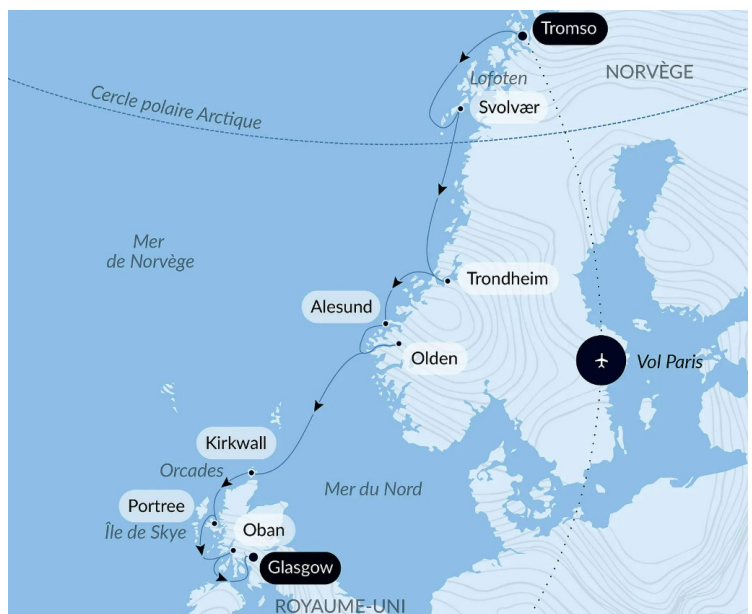 Tromso
Lofoten
NORVÈGE
Svolvær
Cercle polaire Arctique
Mer
de Norvège
Trondheim
Alesund
Olden
Vol Paris
Kirkwall
Orcades
Mer du Nord
Portree
Île de Skye
Oban
Glasgow
ROYAUME-UNI